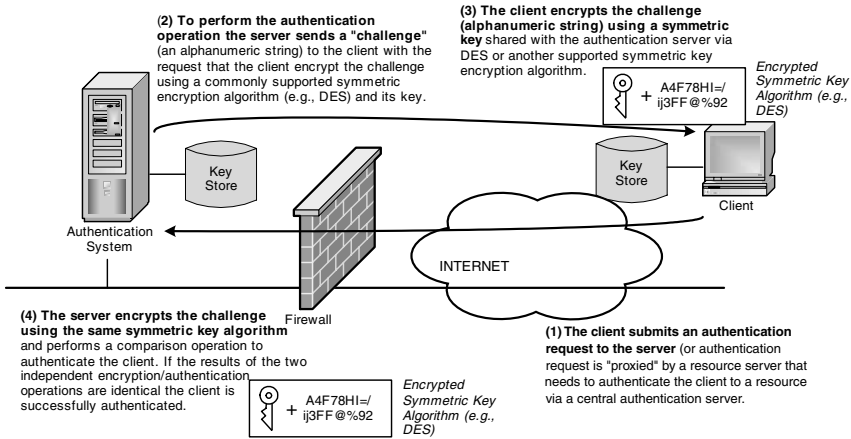 (2) To perform the authentication
operation the server sends a "challenge"
(an alphanumeric string) to the client with the
request that the client encrypt the challenge
using a commonly supported symmetric
encryption algorithm (e.g., DES) and its key.
(3) The client encrypts the challenge
(alphanumeric string) using a symmetric
key shared with the authentication server via
DES or another supported symmetric key
encryption algorithm.
+ A4F78HI=/
ij3FF@%92
Encrypted
Symmetric Key
Algorithm (e.g.,
DES)
Key
Store
Key
Store
Client
Authentication
System
INTERNET
Firewall
(4) The server encrypts the challenge
using the same symmetric key algorithm
and performs a comparison operation to
authenticate the client. If the results of the two
independent encryption/authentication
operations are identical the client is
successfully authenticated.
+ A4F78HI=/
ij3FF@%92
Encrypted
Symmetric Key
Algorithm (e.g.,
DES)
(1) The client submits an authentication
request to the server (or authentication
request is "proxied" by a resource server that
needs to authenticate the client to a resource
via a central authentication server.